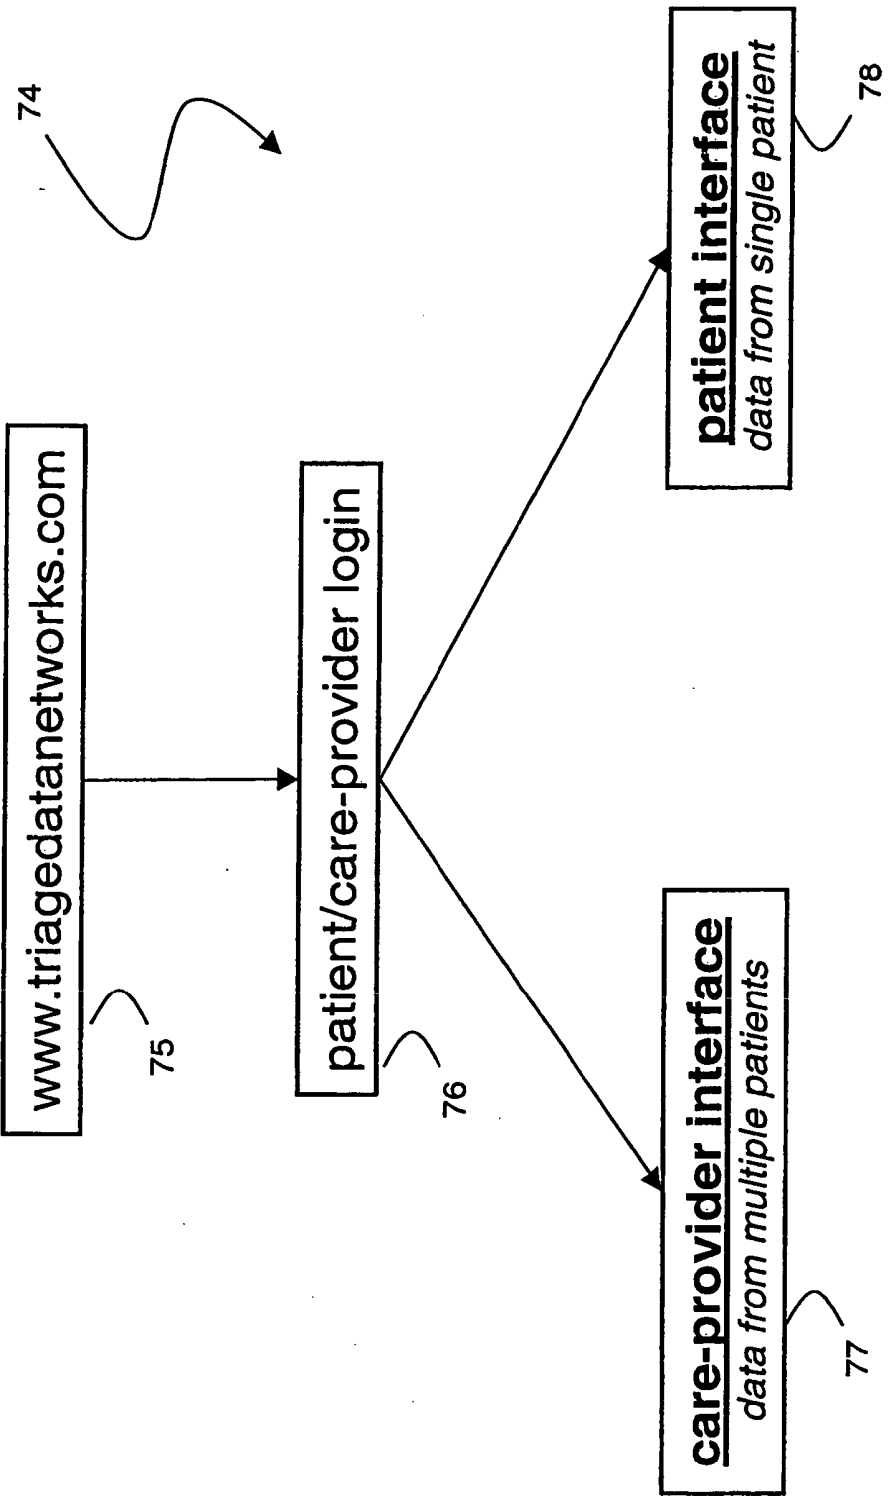 74
www.triagedatanetworks.com
75
patient/care-provider login
76
care-provider interface
data from multiple patients
77
patient interface
data from single patient
78